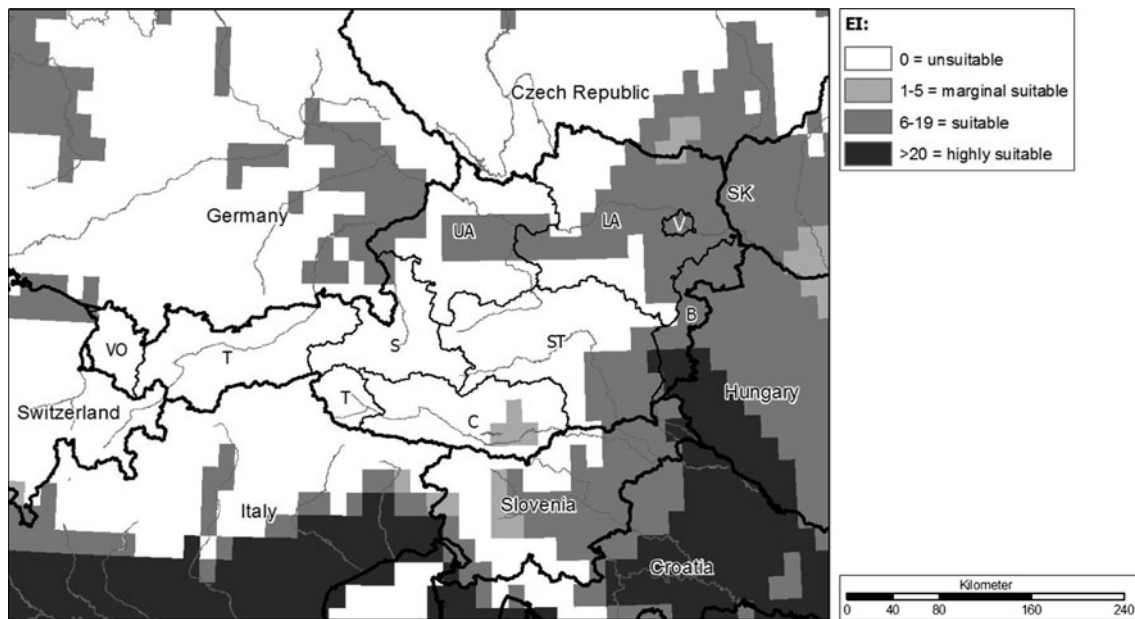 Czech Republic
Germany
UA
LA
V
SK
B
VO
T
S
ST
T
C
Switzerland
Hungary
Italy
Slovenia
Croatia
EI:
0 = unsuitable
1-5 = marginal suitable
6-19 = suitable
>20 = highly suitable
Kilometer
0 40 80 160 240